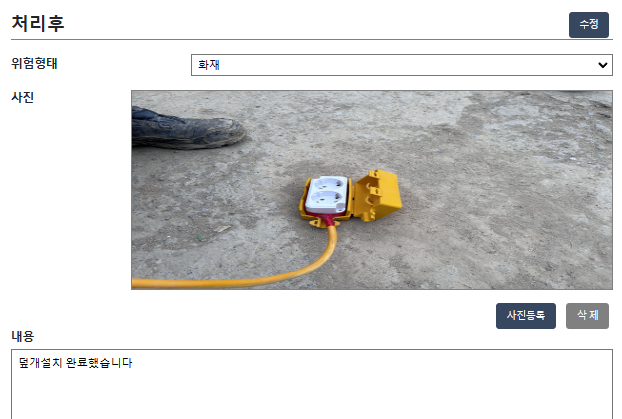 처리후
수정
위험형태
화재
사진
사진등록
삭 제
내용
덮개설치 완료했습니다